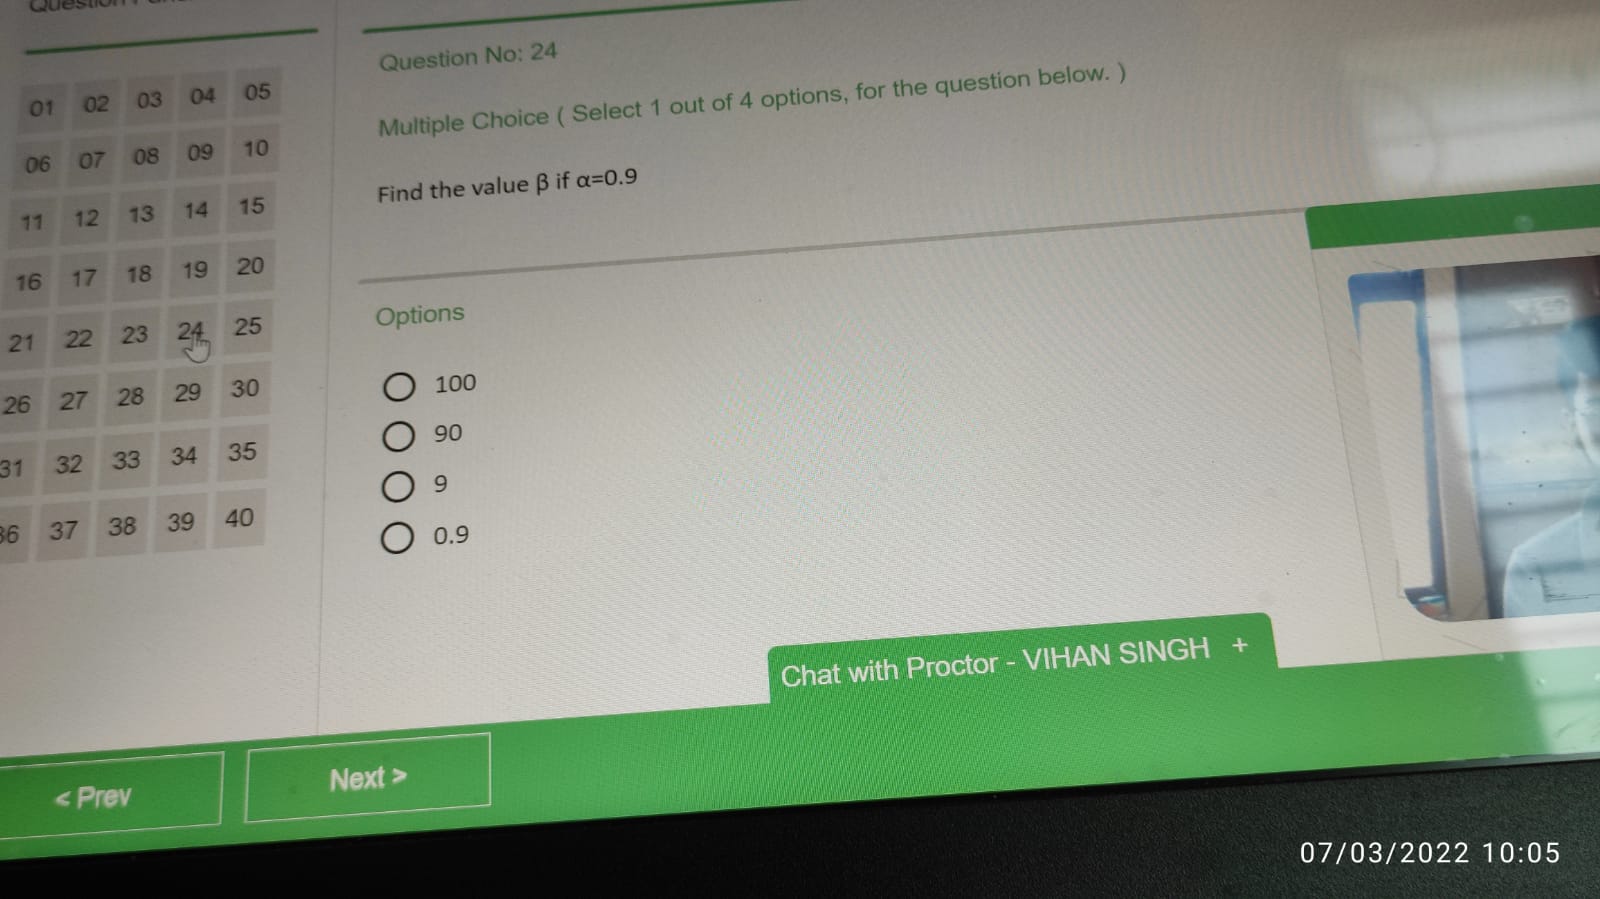 Question No: 24
Multiple Choice ( Select 1 out of 4 options, for the question below. )
Find the value β if α=0.9
Options
100
90
9
0.9
01 02 03 04 05
06 07 08 09 10
11 12 13 14 15
16 17 18 19 20
21 22 23 24 25
26 27 28 29 30
31 32 33 34 35
36 37 38 39 40
Chat with Proctor - VIHAN SINGH +
< Prev
Next >
07/03/2022 10:05